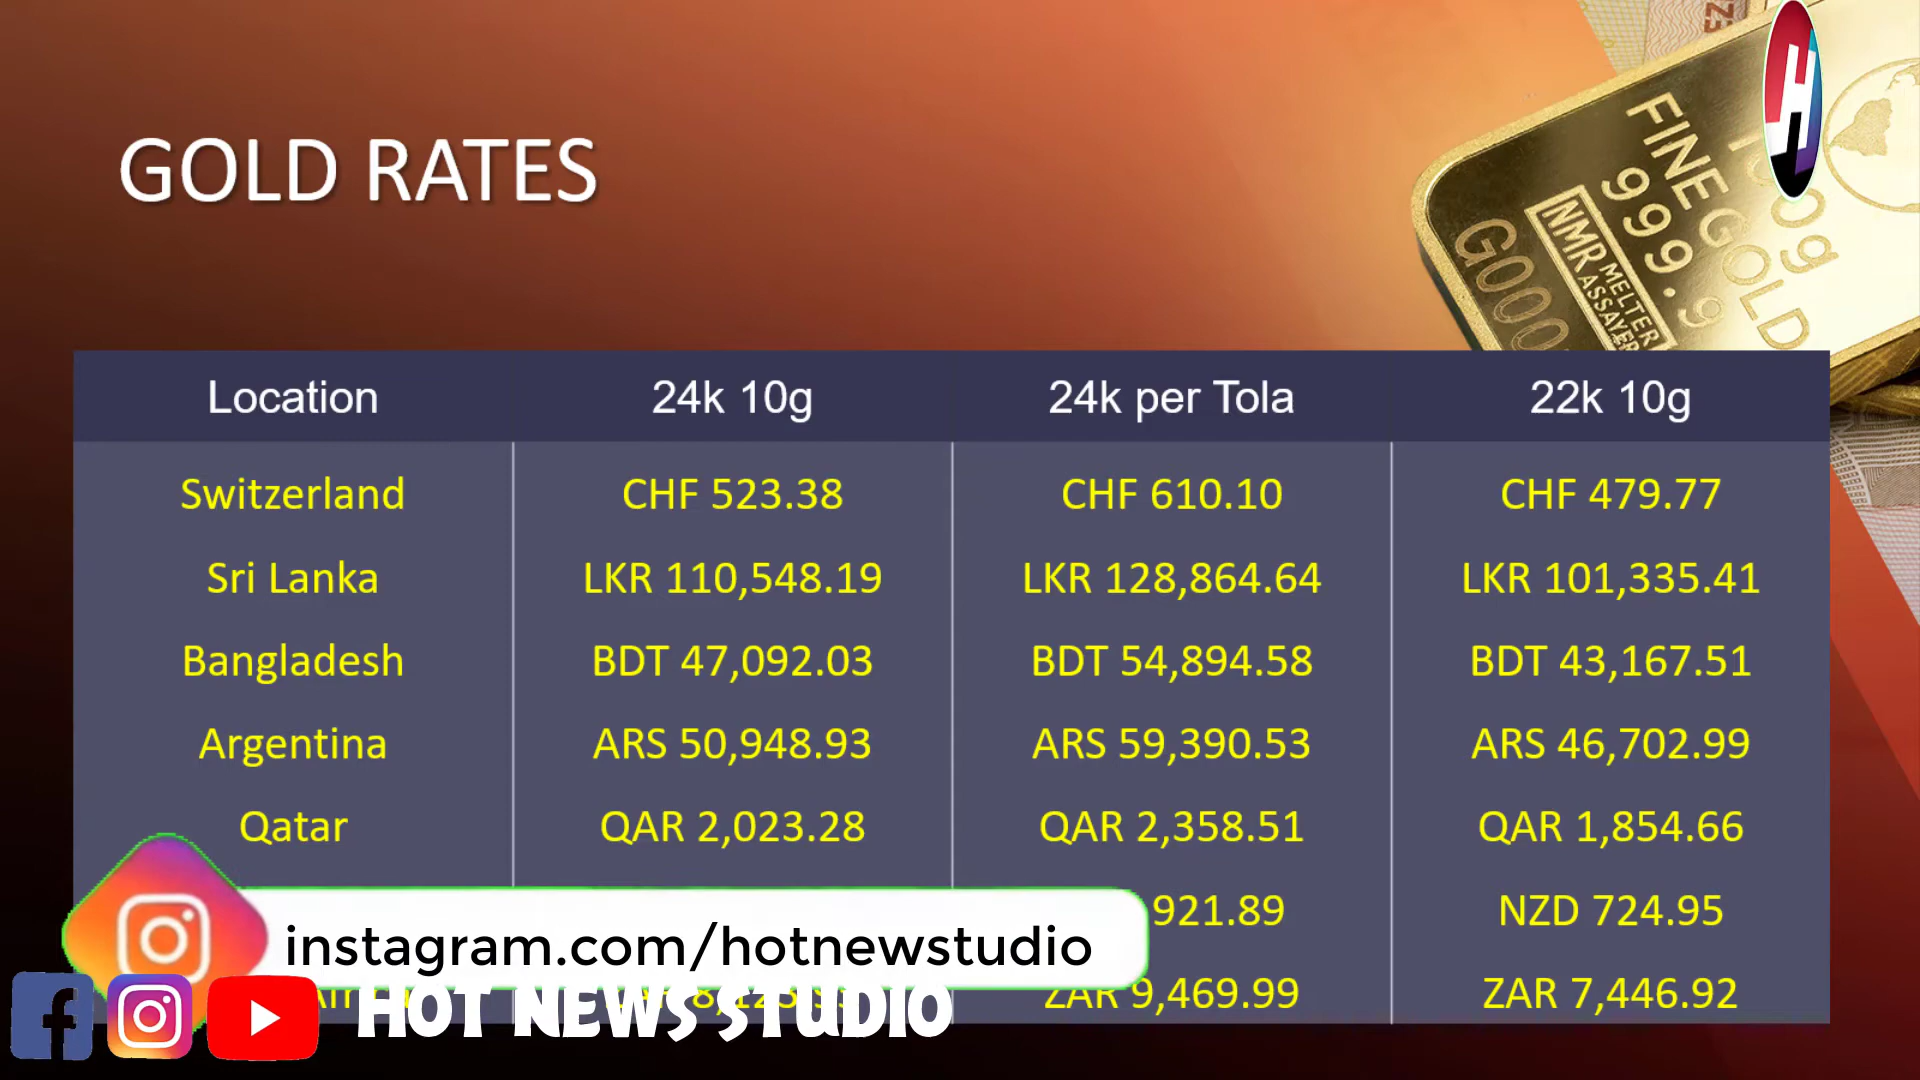 GOLD RATES
FINE GOLD
999.9
NMR
MELTER
ASSAYER
Location 24k 10g 24k per Tola 22k 10g
Switzerland CHF 523.38 CHF 610.10 CHF 479.77
Sri Lanka LKR 110,548.19 LKR 128,864.64 LKR 101,335.41
Bangladesh BDT 47,092.03 BDT 54,894.58 BDT 43,167.51
Argentina ARS 50,948.93 ARS 59,390.53 ARS 46,702.99
Qatar QAR 2,023.28 QAR 2,358.51 QAR 1,854.66
921.89 NZD 724.95
instagram.com/hotnewstudio
ZAR 9,469.99 ZAR 7,446.92
HOT NEWS STUDIO